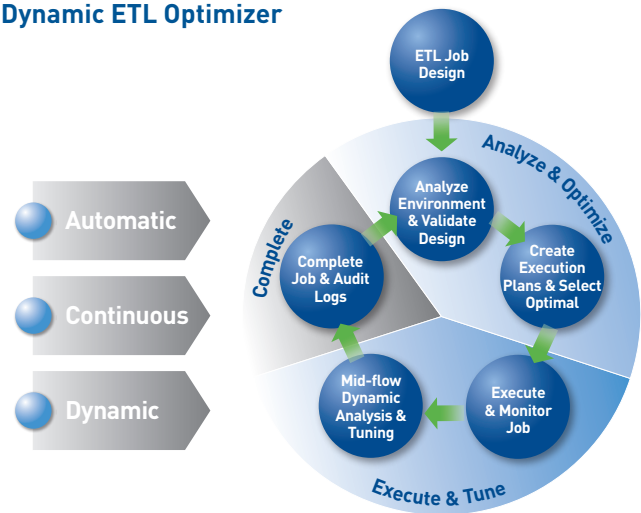 Dynamic ETL Optimizer
ETL Job
Design
Analyze & Optimize
Analyze
Environment
& Validate
Design
Create
Execution
Plans & Select
Optimal
Execute
& Monitor
Job
Execute & Tune
Mid-flow
Dynamic
Analysis &
Tuning
Complete
Complete
Job & Audit
Logs
Automatic
Continuous
Dynamic